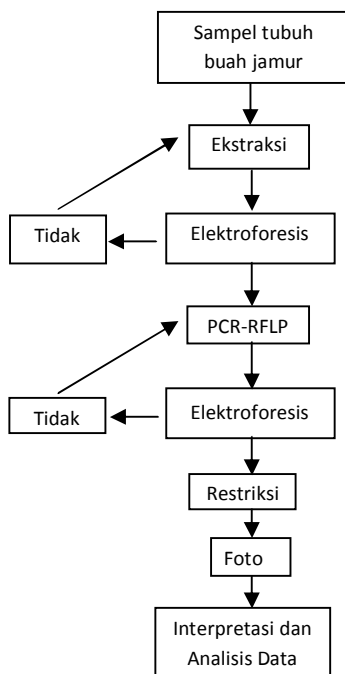 Sampel tubuh
buah jamur
Ekstraksi
Tidak
Elektroforesis
PCR-RFLP
Tidak
Elektroforesis
Restriksi
Foto
Interpretasi dan
Analisis Data